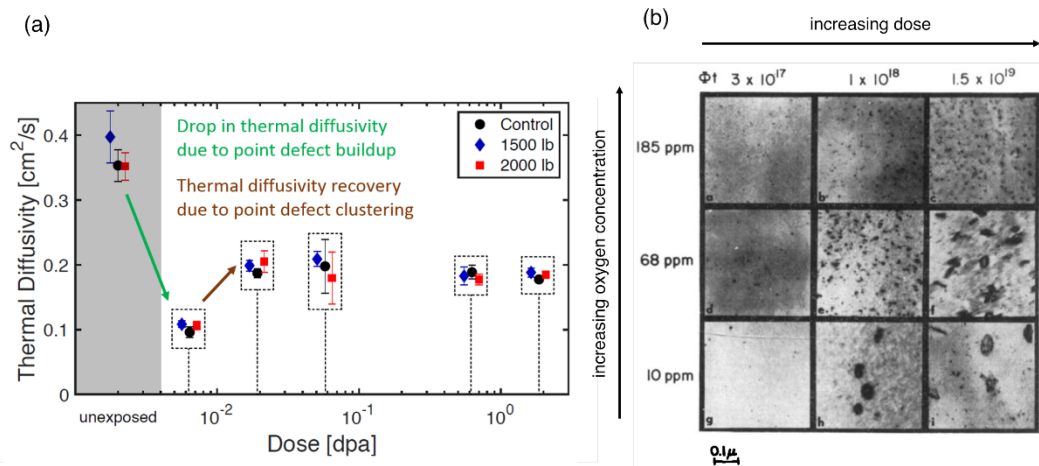 (a)
Thermal Diffusivity [cm²/s]
0.4
0.3
0.2
0.1
0
Drop in thermal diffusivity
due to point defect buildup
Thermal diffusivity recovery
due to point defect clustering
Control
1500 lb
2000 lb
unexposed
10⁻²
10⁻¹
10⁰
Dose [dpa]
(b)
increasing dose
increasing oxygen concentration
Φt
3 x 10¹⁷
1 x 10¹⁸
1.5 x 10¹⁹
185 ppm
a
b
c
68 ppm
d
e
f
10 ppm
g
h
i
0.1μ